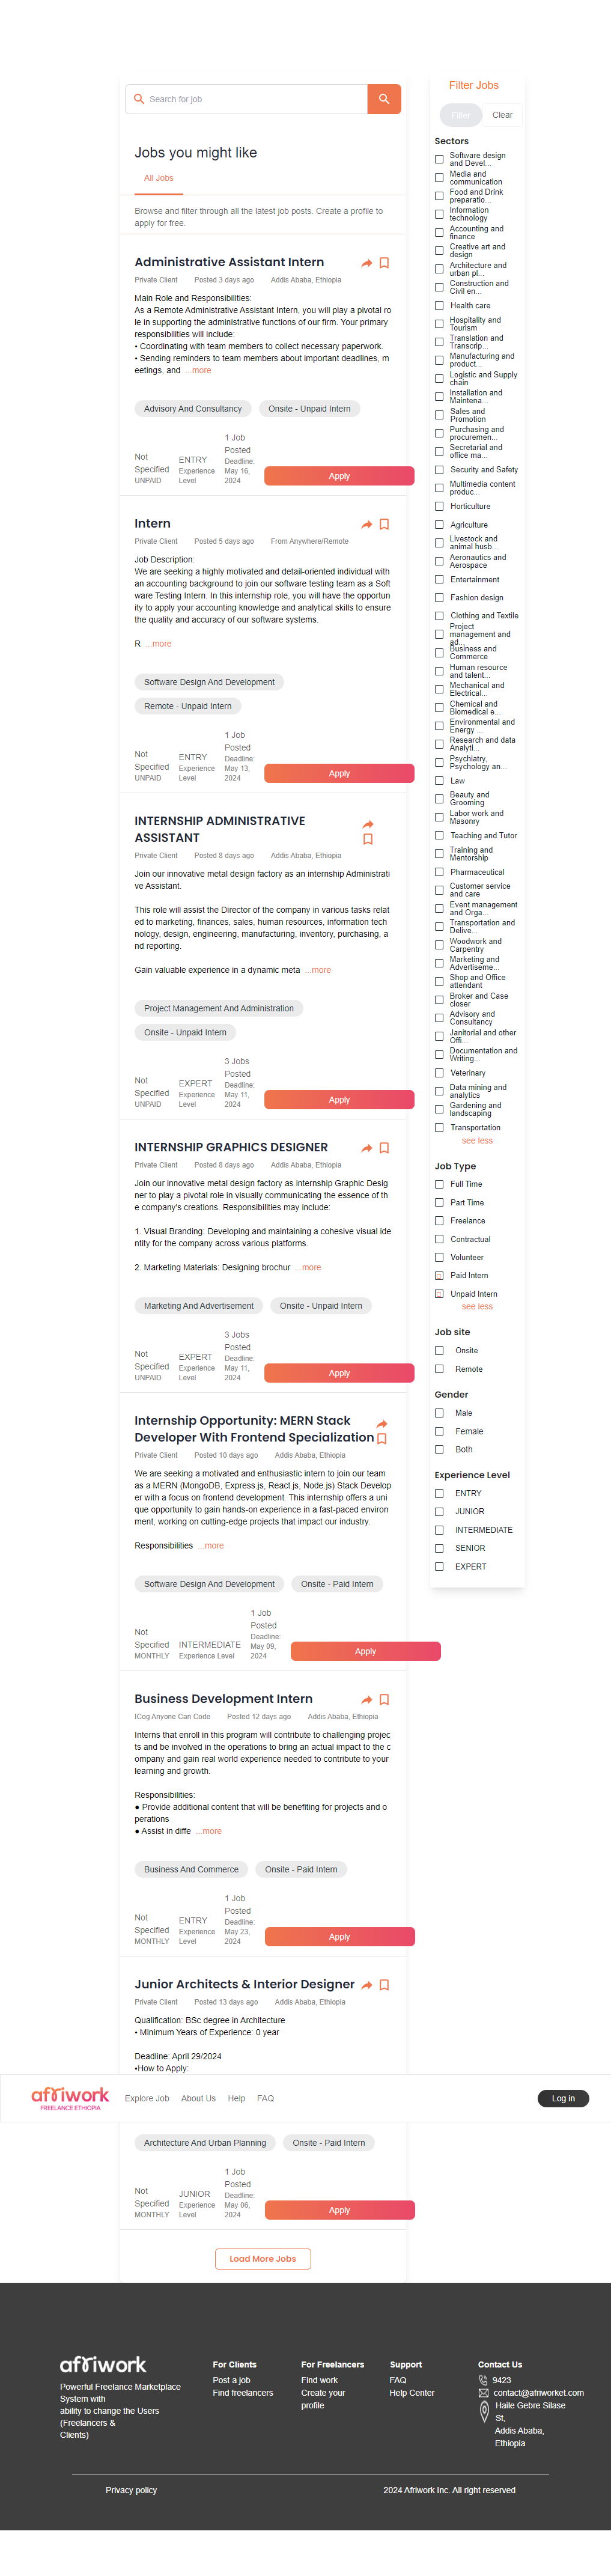 Search for job
Jobs you might like
All Jobs
Browse and filter through all the latest job posts. Create a profile to
apply for free.
Administrative Assistant Intern
Private Client Posted 3 days ago Addis Ababa, Ethiopia
Main Role and Responsibilities:
As a Remote Administrative Assistant Intern, you will play a pivotal ro
le in supporting the administrative functions of our firm. Your primary
responsibilities will include:
• Coordinating with team members to collect necessary paperwork.
• Sending reminders to team members about important deadlines, m
eetings, and ...more
Advisory And Consultancy Onsite - Unpaid Intern
Not
Specified
UNPAID
ENTRY
Experience
Level
1 Job
Posted
Deadline:
May 16,
2024
Apply
Intern
Private Client Posted 5 days ago From Anywhere/Remote
Job Description:
We are seeking a highly motivated and detail-oriented individual with
an accounting background to join our software testing team as a Soft
ware Testing Intern. In this internship role, you will have the opportun
ity to apply your accounting knowledge and analytical skills to ensure
the quality and accuracy of our software systems.
R ...more
Software Design And Development
Remote - Unpaid Intern
Not
Specified
UNPAID
ENTRY
Experience
Level
1 Job
Posted
Deadline:
May 13,
2024
Apply
INTERNSHIP ADMINISTRATIVE
ASSISTANT
Private Client Posted 8 days ago Addis Ababa, Ethiopia
Join our innovative metal design factory as an internship Administrati
ve Assistant.
This role will assist the Director of the company in various tasks relat
ed to marketing, finances, sales, human resources, information tech
nology, design, engineering, manufacturing, inventory, purchasing, a
nd reporting.
Gain valuable experience in a dynamic meta ...more
Project Management And Administration
Onsite - Unpaid Intern
Not
Specified
UNPAID
EXPERT
Experience
Level
3 Jobs
Posted
Deadline:
May 11,
2024
Apply
INTERNSHIP GRAPHICS DESIGNER
Private Client Posted 8 days ago Addis Ababa, Ethiopia
Join our innovative metal design factory as internship Graphic Desig
ner to play a pivotal role in visually communicating the essence of th
e company's creations. Responsibilities may include:
1. Visual Branding: Developing and maintaining a cohesive visual ide
ntity for the company across various platforms.
2. Marketing Materials: Designing brochur ...more
Marketing And Advertisement Onsite - Unpaid Intern
Not
Specified
UNPAID
EXPERT
Experience
Level
3 Jobs
Posted
Deadline:
May 11,
2024
Apply
Internship Opportunity: MERN Stack
Developer With Frontend Specialization
Private Client Posted 10 days ago Addis Ababa, Ethiopia
We are seeking a motivated and enthusiastic intern to join our team
as a MERN (MongoDB, Express.js, React.js, Node.js) Stack Develop
er with a focus on frontend development. This internship offers a uni
que opportunity to gain hands-on experience in a fast-paced environ
ment, working on cutting-edge projects that impact our industry.
Responsibilities ...more
Software Design And Development Onsite - Paid Intern
Not
Specified
MONTHLY
INTERMEDIATE
Experience Level
1 Job
Posted
Deadline:
May 09,
2024
Apply
Business Development Intern
ICog Anyone Can Code Posted 12 days ago Addis Ababa, Ethiopia
Interns that enroll in this program will contribute to challenging projec
ts and be involved in the operations to bring an actual impact to the c
ompany and gain real world experience needed to contribute to your
learning and growth.
Responsibilities:
● Provide additional content that will be benefiting for projects and o
perations
● Assist in diffe ...more
Business And Commerce Onsite - Paid Intern
Not
Specified
MONTHLY
ENTRY
Experience
Level
1 Job
Posted
Deadline:
May 23,
2024
Apply
Junior Architects & Interior Designer
Private Client Posted 13 days ago Addis Ababa, Ethiopia
Qualification: BSc degree in Architecture
• Minimum Years of Experience: 0 year
Deadline: April 29/2024
•How to Apply:
afriwork
FREELANCE ETHIOPIA
Explore Job About Us Help FAQ
Log in
Architecture And Urban Planning Onsite - Paid Intern
Not
Specified
MONTHLY
JUNIOR
Experience
Level
1 Job
Posted
Deadline:
May 06,
2024
Apply
Load More Jobs
Filter Jobs
Filter Clear
Sectors
Software design
and Devel...
Media and
communication
Food and Drink
preparatio...
Information
technology
Accounting and
finance
Creative art and
design
Architecture and
urban pl...
Construction and
Civil en...
Health care
Hospitality and
Tourism
Translation and
Transcrip...
Manufacturing and
product...
Logistic and Supply
chain
Installation and
Maintena...
Sales and
Promotion
Purchasing and
procuremen...
Secretarial and
office ma...
Security and Safety
Multimedia content
produc...
Horticulture
Agriculture
Livestock and
animal husb...
Aeronautics and
Aerospace
Entertainment
Fashion design
Clothing and Textile
Project
management and
ad...
Business and
Commerce
Human resource
and talent...
Mechanical and
Electrical...
Chemical and
Biomedical e...
Environmental and
Energy ...
Research and data
Analyti...
Psychiatry,
Psychology an...
Law
Beauty and
Grooming
Labor work and
Masonry
Teaching and Tutor
Training and
Mentorship
Pharmaceutical
Customer service
and care
Event management
and Orga...
Transportation and
Delive...
Woodwork and
Carpentry
Marketing and
Advertiseme...
Shop and Office
attendant
Broker and Case
closer
Advory and
Consultancy
Janitorial and other
Offi...
Documentation and
Writing...
Veterinary
Data mining and
analytics
Gardening and
landscaping
Transportation
see less
Job Type
Full Time
Part Time
Freelance
Contractual
Volunteer
Paid Intern
Unpaid Intern
see less
Job site
Onsite
Remote
Gender
Male
Female
Both
Experience Level
ENTRY
JUNIOR
INTERMEDIATE
SENIOR
EXPERT
afriwork
Powerful Freelance Marketplace
System with
ability to change the Users
(Freelancers &
Clients)
For Clients
Post a job
Find freelancers
For Freelancers
Find work
Create your
profile
Support
FAQ
Help Center
Contact Us
9423
contact@afriworket.com
Haile Gebre Silase
St,
Addis Ababa,
Ethiopia
Privacy policy
2024 Afriwork Inc. All right reserved